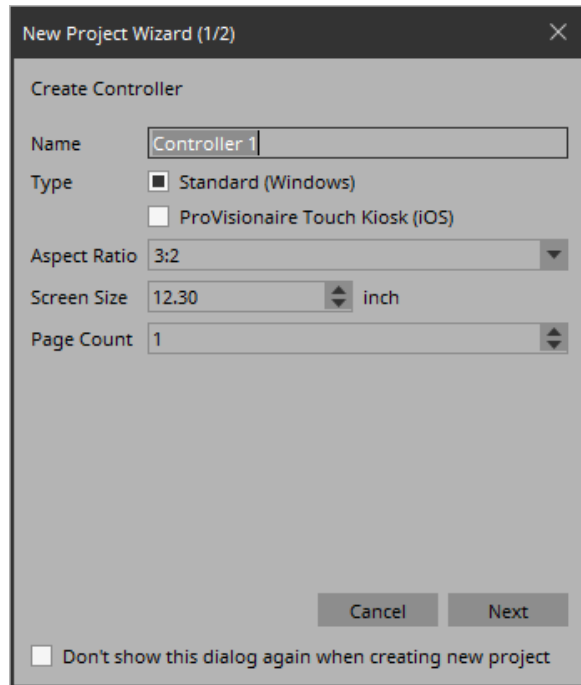 New Project Wizard (1/2)
Create Controller
Name Controller 1
Type Standard (Windows)
ProVisionaire Touch Kiosk (iOS)
Aspect Ratio 3:2
Screen Size 12.30 inch
Page Count 1
Cancel Next
Don't show this dialog again when creating new project